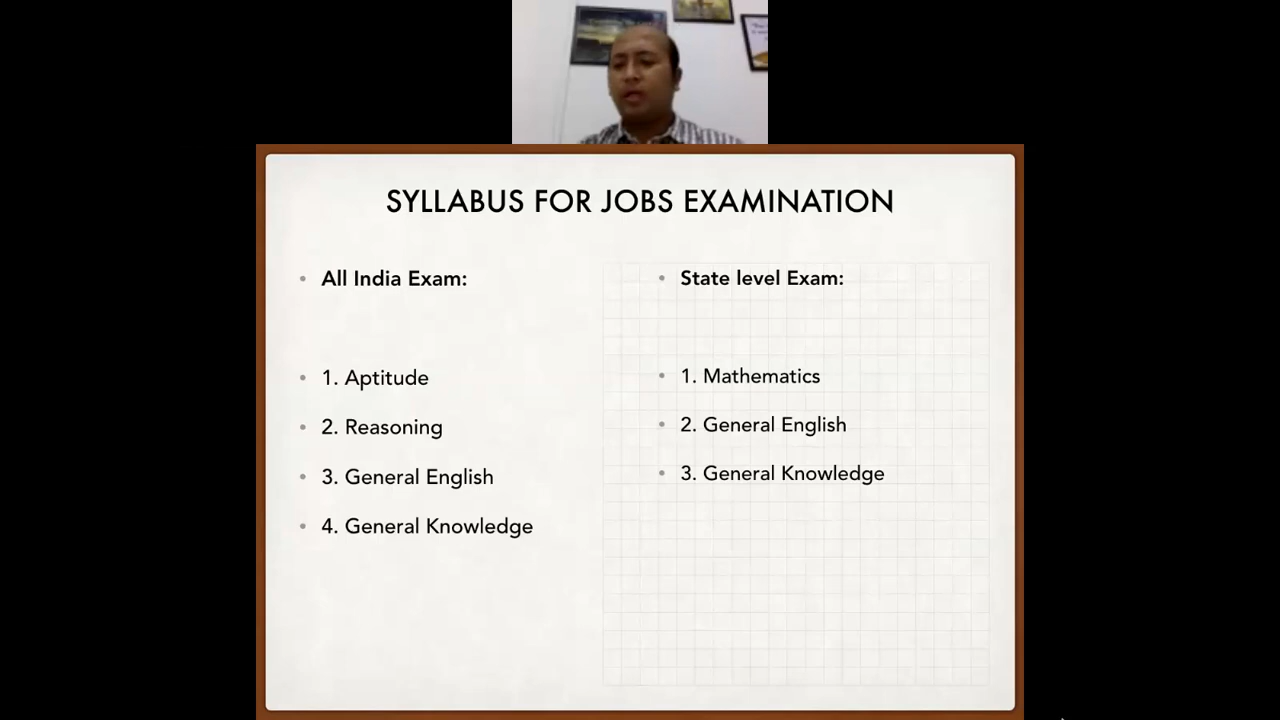 SYLLABUS FOR JOBS EXAMINATION
• All India Exam:
• 1. Aptitude
• 2. Reasoning
• 3. General English
• 4. General Knowledge
• State level Exam:
• 1. Mathematics
• 2. General English
• 3. General Knowledge